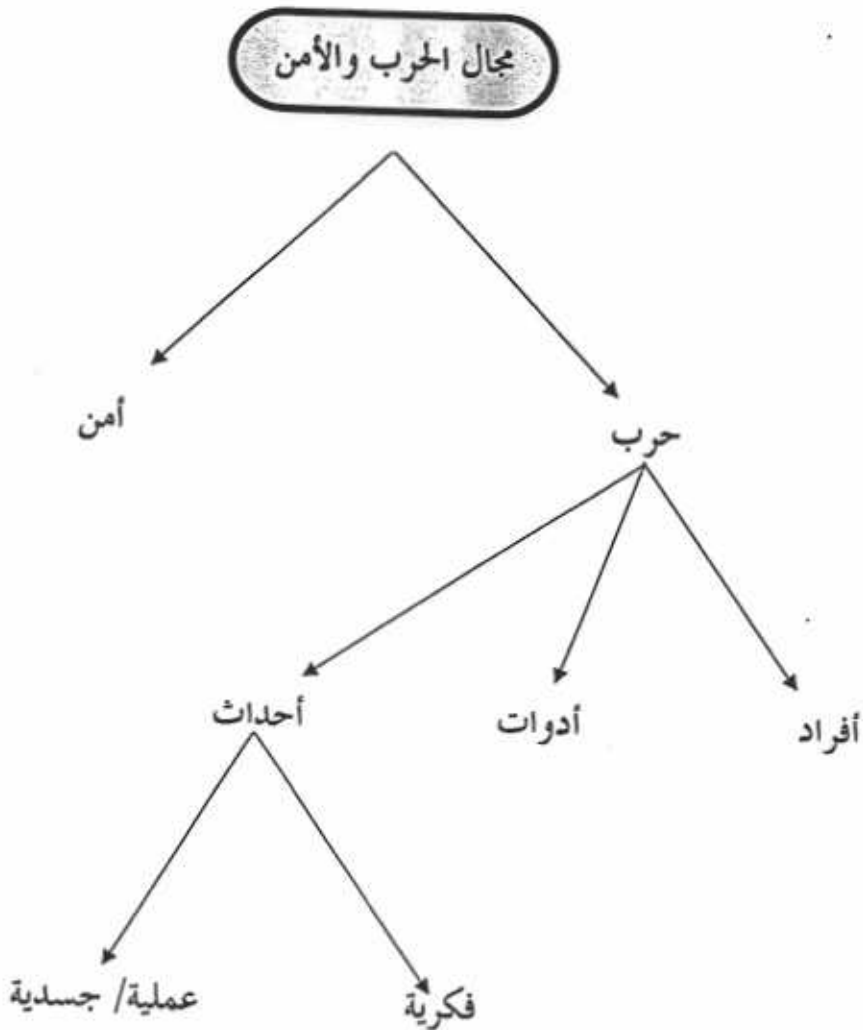 مجال الحرب والأمن
حرب
أمن
أفراد
أدوات
أحداث
فكرية
عملية/ جسدية